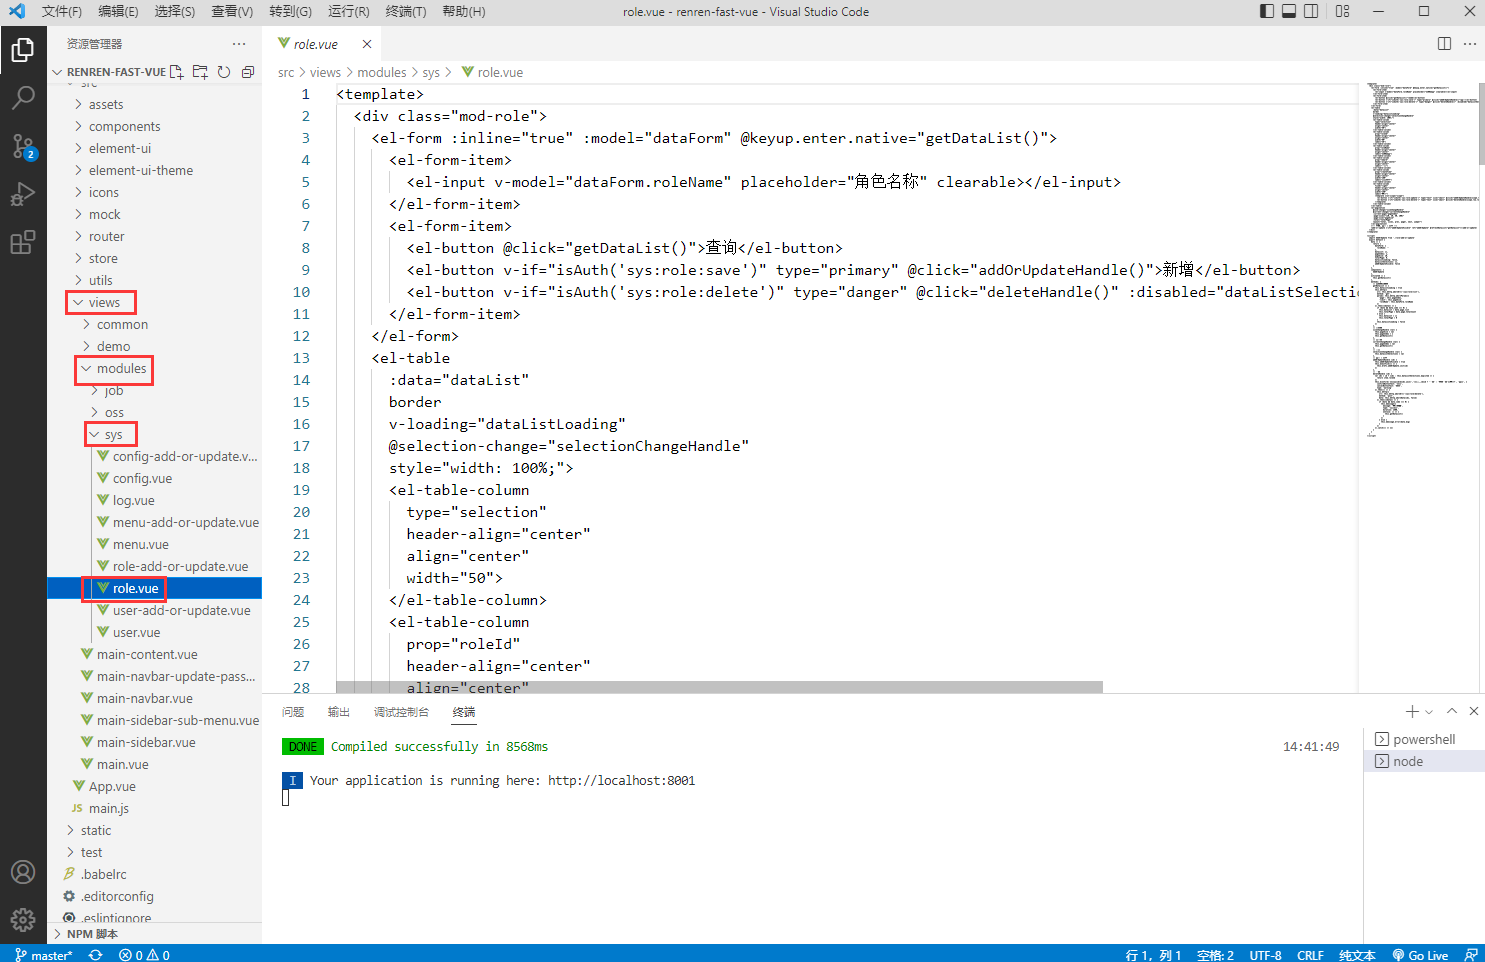 文件(F) 编辑(E) 选择(S) 查看(V) 转到(G) 运行(R) 终端(T) 帮助(H) role.vue - renren-fast-vue - Visual Studio Code
资源管理器 ···
RENREN-FAST-VUE
src
assets
components
element-ui
element-ui-theme
icons
mock
router
store
utils
views
common
demo
modules
job
oss
sys
config-add-or-update.v...
config.vue
log.vue
menu-add-or-update.vue
menu.vue
role-add-or-update.vue
role.vue
user-add-or-update.vue
user.vue
main-content.vue
main-navbar-update-pass...
main-navbar.vue
main-sidebar-sub-menu.vue
main-sidebar.vue
main.vue
App.vue
JS main.js
static
test
.babelrc
.editorconfig
.eslintignore
NPM 脚本
2
role.vue
src > views > modules > sys > role.vue
1 <template>
2 <div class="mod-role">
3 <el-form :inline="true" :model="dataForm" @keyup.enter.native="getDataList()">
4 <el-form-item>
5 <el-input v-model="dataForm.roleName" placeholder="角色名称" clearable></el-input>
6 </el-form-item>
7 <el-form-item>
8 <el-button @click="getDataList()">查询</el-button>
9 <el-button v-if="isAuth('sys:role:save')" type="primary" @click="addOrUpdateHandle()">新增</el-button>
10 <el-button v-if="isAuth('sys:role:delete')" type="danger" @click="deleteHandle()" :disabled="dataListSelectio
11 </el-form-item>
12 </el-form>
13 <el-table
14 :data="dataList"
15 border
16 v-loading="dataListLoading"
17 @selection-change="selectionChangeHandle"
18 style="width: 100%;">
19 <el-table-column
20 type="selection"
21 header-align="center"
22 align="center"
23 width="50">
24 </el-table-column>
25 <el-table-column
26 prop="roleId"
27 header-align="center"
28 align="center"
问题 输出 调试控制台 终端
DONE Compiled successfully in 8568ms 14:41:49
I Your application is running here: http://localhost:8001
powershell
node
master* 0 0 行 1, 列 1 空格: 2 UTF-8 CRLF 纯文本 Go Live